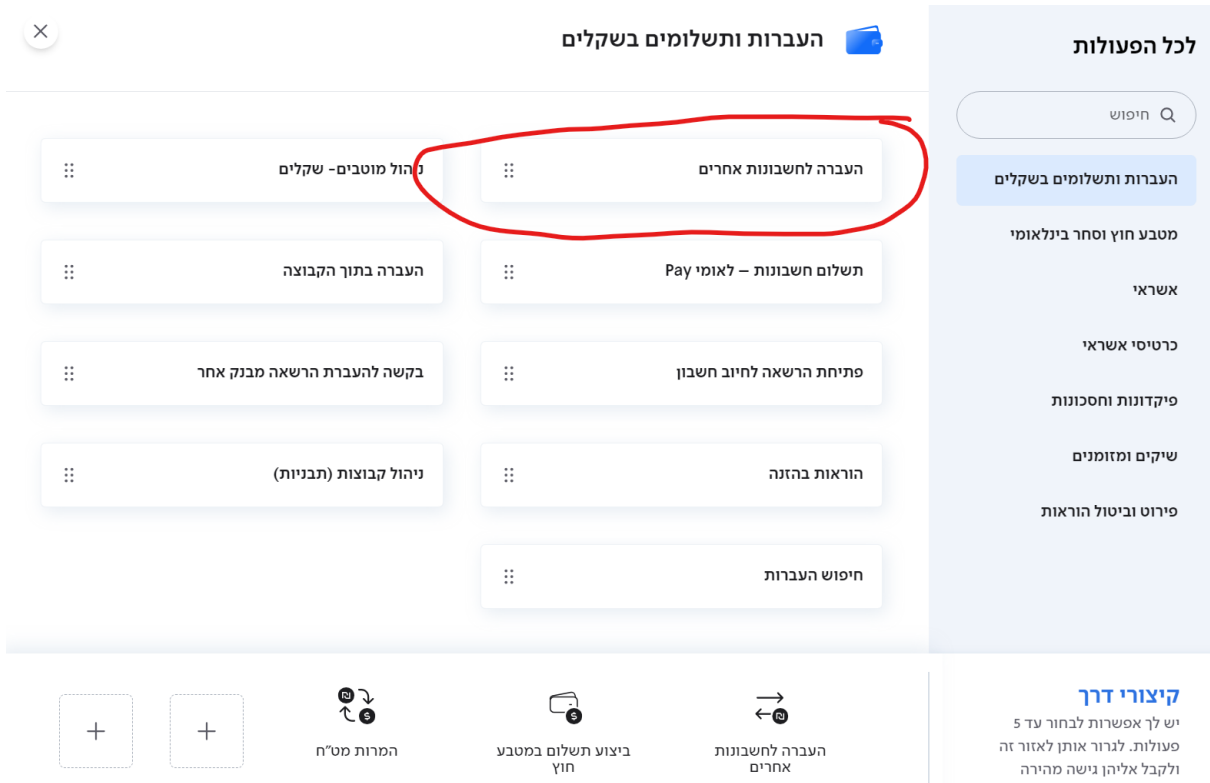 לכל הפעולות
חיפוש
העברות ותשלומים בשקלים
מטבע חוץ וסחר בינלאומי
אשראי
כרטיסי אשראי
פיקדונות וחסכונות
שיקים ומזומנים
פירוט וביטול הוראות
העברות ותשלומים בשקלים
העברה לחשבונות אחרים
ניהול מוטבים- שקלים
תשלום חשבונות – לאומי Pay
העברה בתוך הקבוצה
פתיחת הרשאה לחיוב חשבון
בקשה להעברת הרשאה מבנק אחר
הוראות בהזנה
ניהול קבוצות (תבניות)
חיפוש העברות
קיצורי דרך
יש לך אפשרות לבחור עד 5
פעולות. לגרור אותן לאזור זה
ולקבל אליהן גישה מהירה
העברה לחשבונות
אחרים
ביצוע תשלום במטבע
חוץ
המרות מט״ח